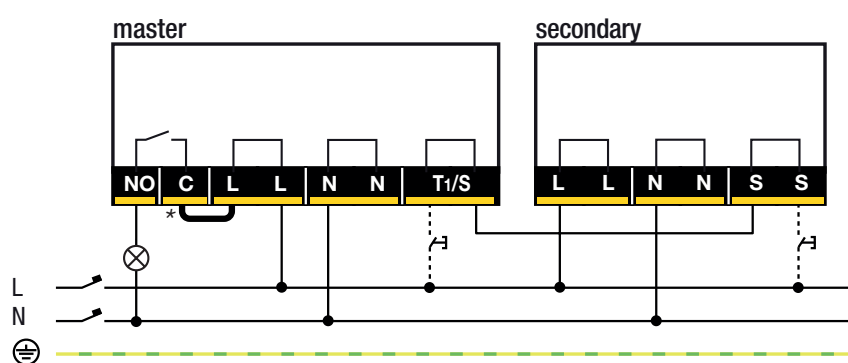 master
secondary
NO C L L N N T1/S
L L N N S S
*
L
N